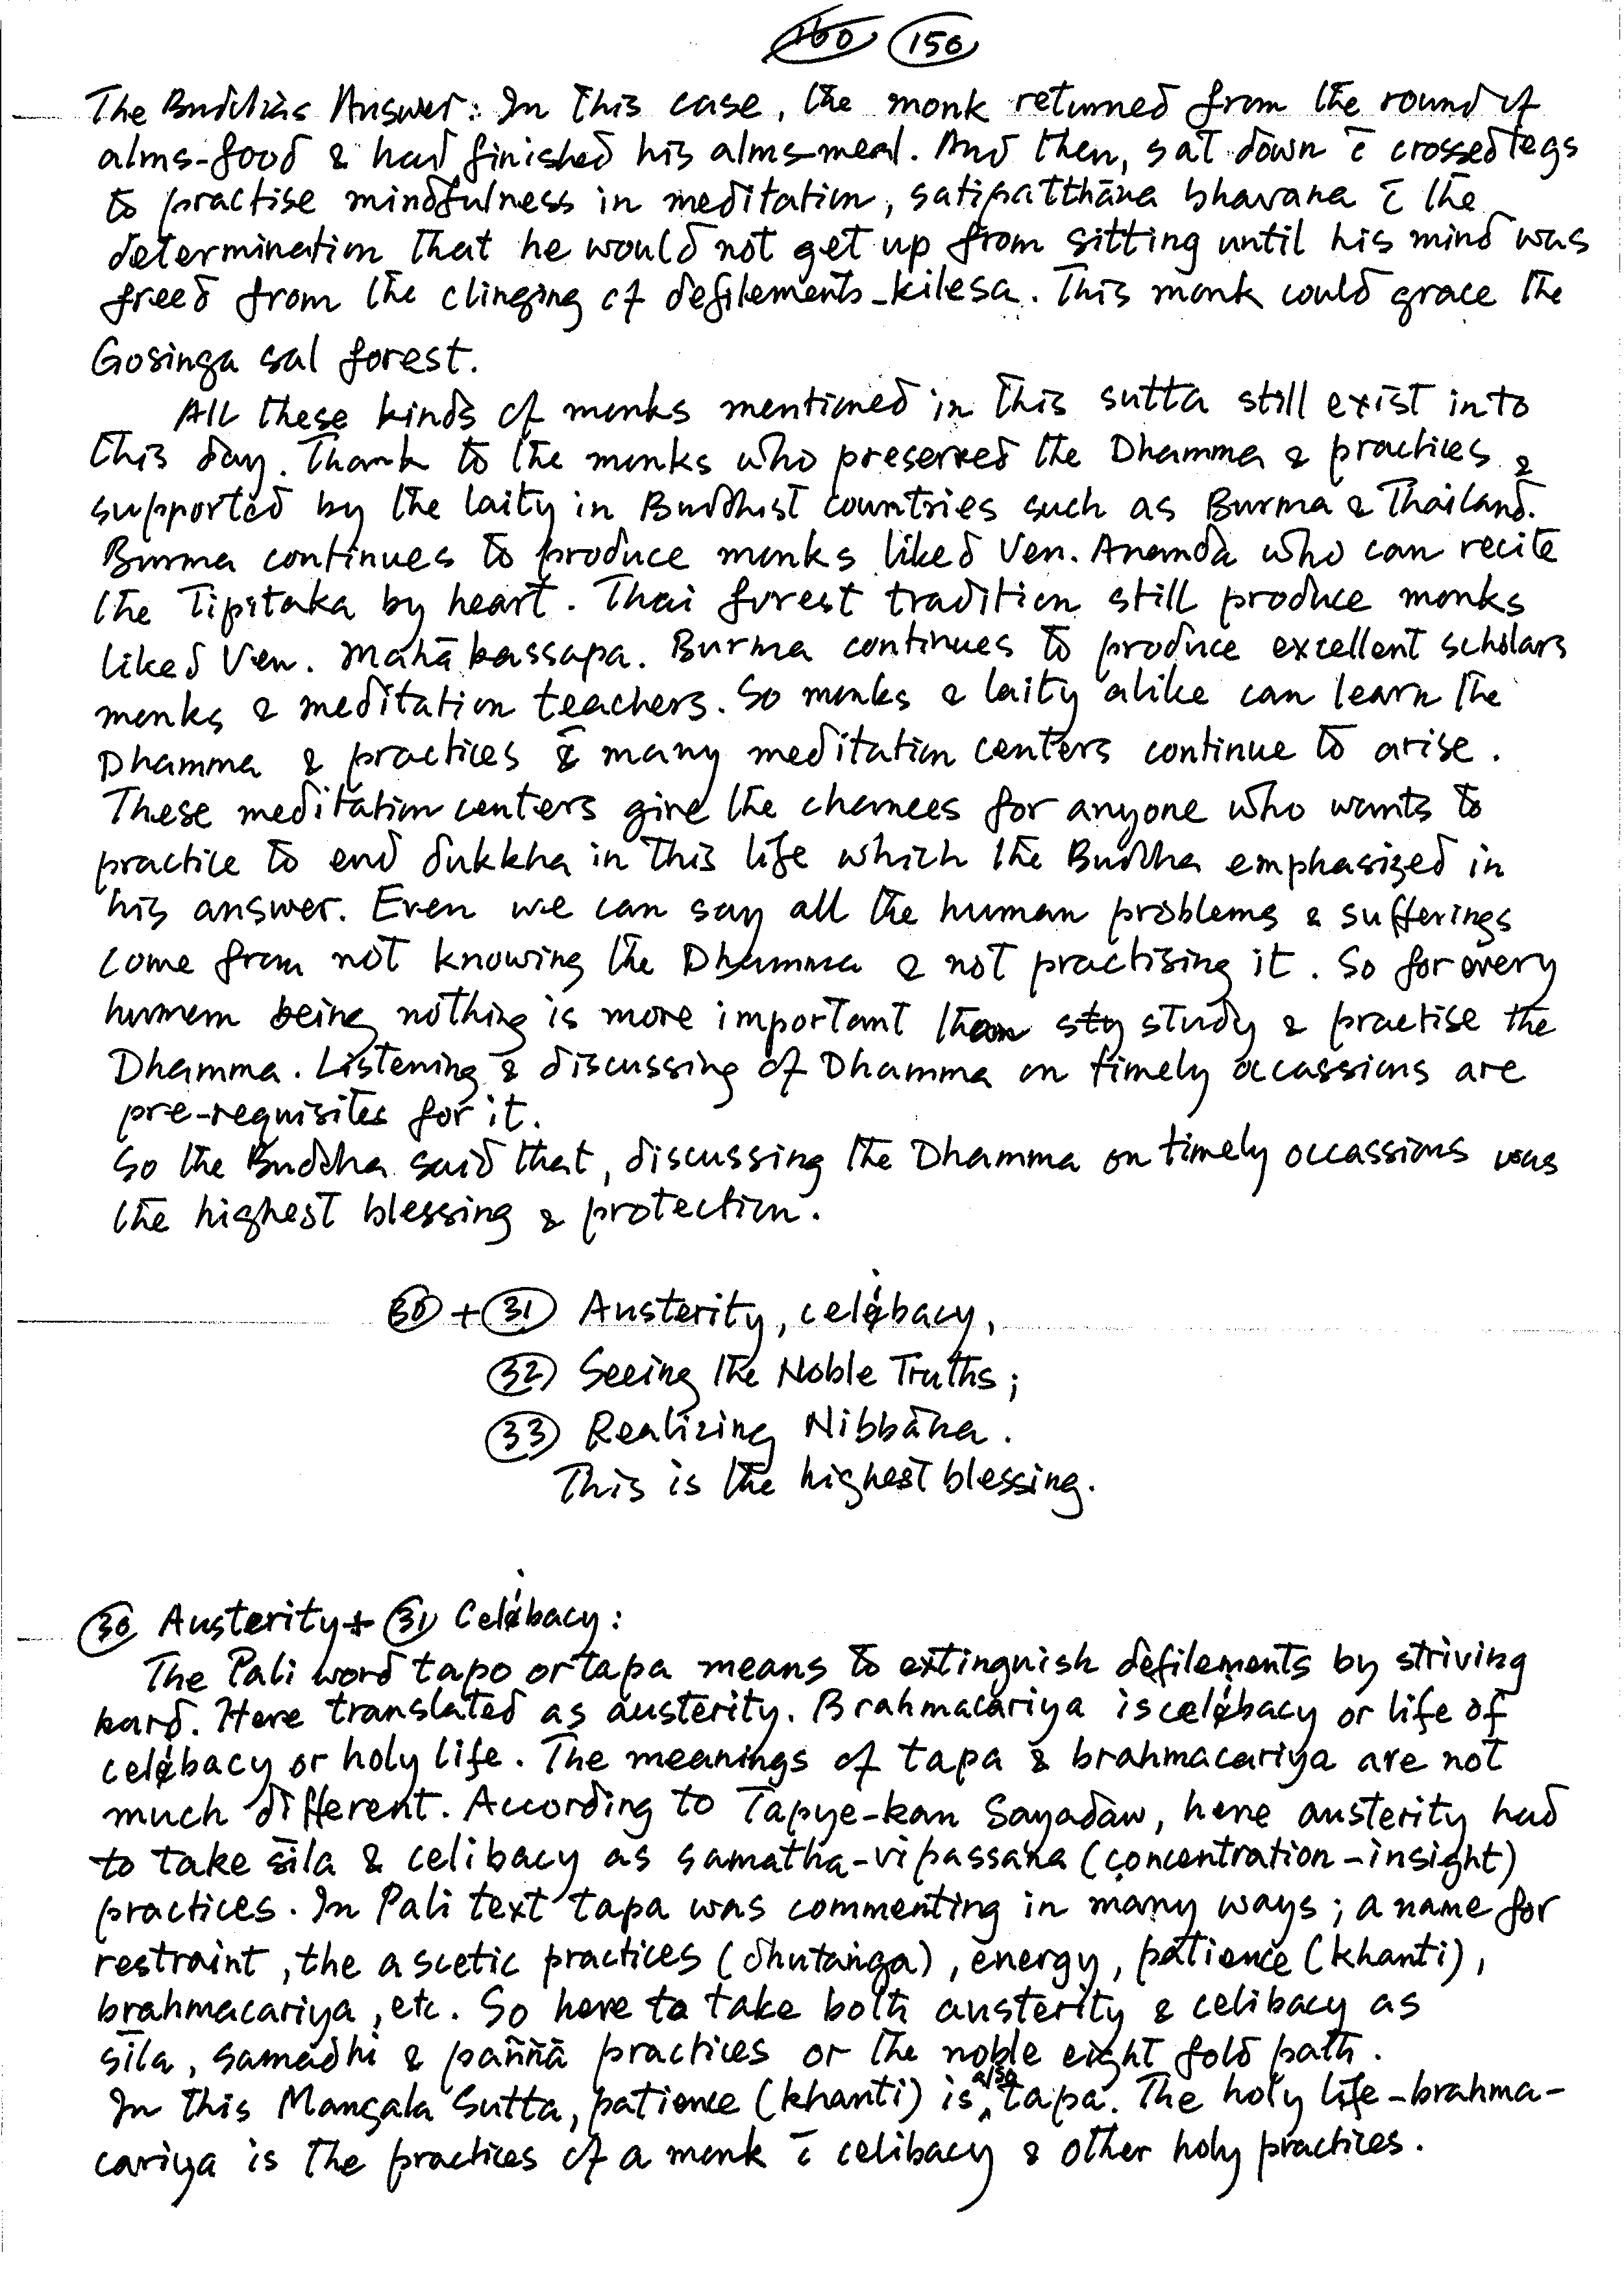 160 150
The Buddha's Answer: In this case, the monk returned from the round of
alms-food & had finished his alms-meal. And then, sat down c̄ crossed legs
to practise mindfulness in meditation, satipatthāna bhavana c̄ the
determination that he would not get up from sitting until his mind was
freed from the clinging of defilements-kilesa. This monk could grace the
Gosinga sal forest.
All these kinds of monks mentioned in this sutta still exist into
this day. Thank to the monks who preserved the Dhamma & practices &
supported by the laity in Buddhist countries such as Burma & Thailand.
Burma continues to produce monks liked Ven. Ananda who can recite
the Tipitaka by heart. Thai forest tradition still produce monks
liked Ven. Mahākassapa. Burma continues to produce excellent scholars
monks & meditation teachers. So monks & laity alike can learn the
Dhamma & practices & many meditation centers continue to arise.
These meditation centers give the chances for anyone who wants to
practice to end dukkha in this life which the Buddha emphasized in
his answer. Even we can say all the human problems & sufferings
come from not knowing the Dhamma & not practising it. So for every
human being nothing is more important than sty study & practise the
Dhamma. Listening & discussing of Dhamma on timely occassions are
pre-requisites for it.
So the Buddha said that, discussing the Dhamma on timely occassions was
the highest blessing & protection.
30 + 31 Austerity, celibacy,
32 Seeing the Noble Truths;
33 Realizing Nibbāna.
This is the highest blessing.
30 Austerity + 31 Celibacy:
The Pali word tapo or tapa means to extinguish defilements by striving
hard. Here translated as austerity. Brahmacariya is celibacy or life of
celibacy or holy life. The meanings of tapa & brahmacariya are not
much different. According to Tapye-kan Sayadaw, here austerity had
to take sīla & celibacy as samatha-vipassana (concentration-insight)
practices. In Pali text tapa was commenting in many ways; a name for
restraint, the ascetic practices (dhutaṅga), energy, patience (khanti),
brahmacariya, etc. So here to take both austerity & celibacy as
sīla, samādhi & paññā practices or the noble eight fold path.
In this Mangala Sutta, patience (khanti) is also tapa. The holy life-brahma-
cariya is the practices of a monk c̄ celibacy & other holy practices.